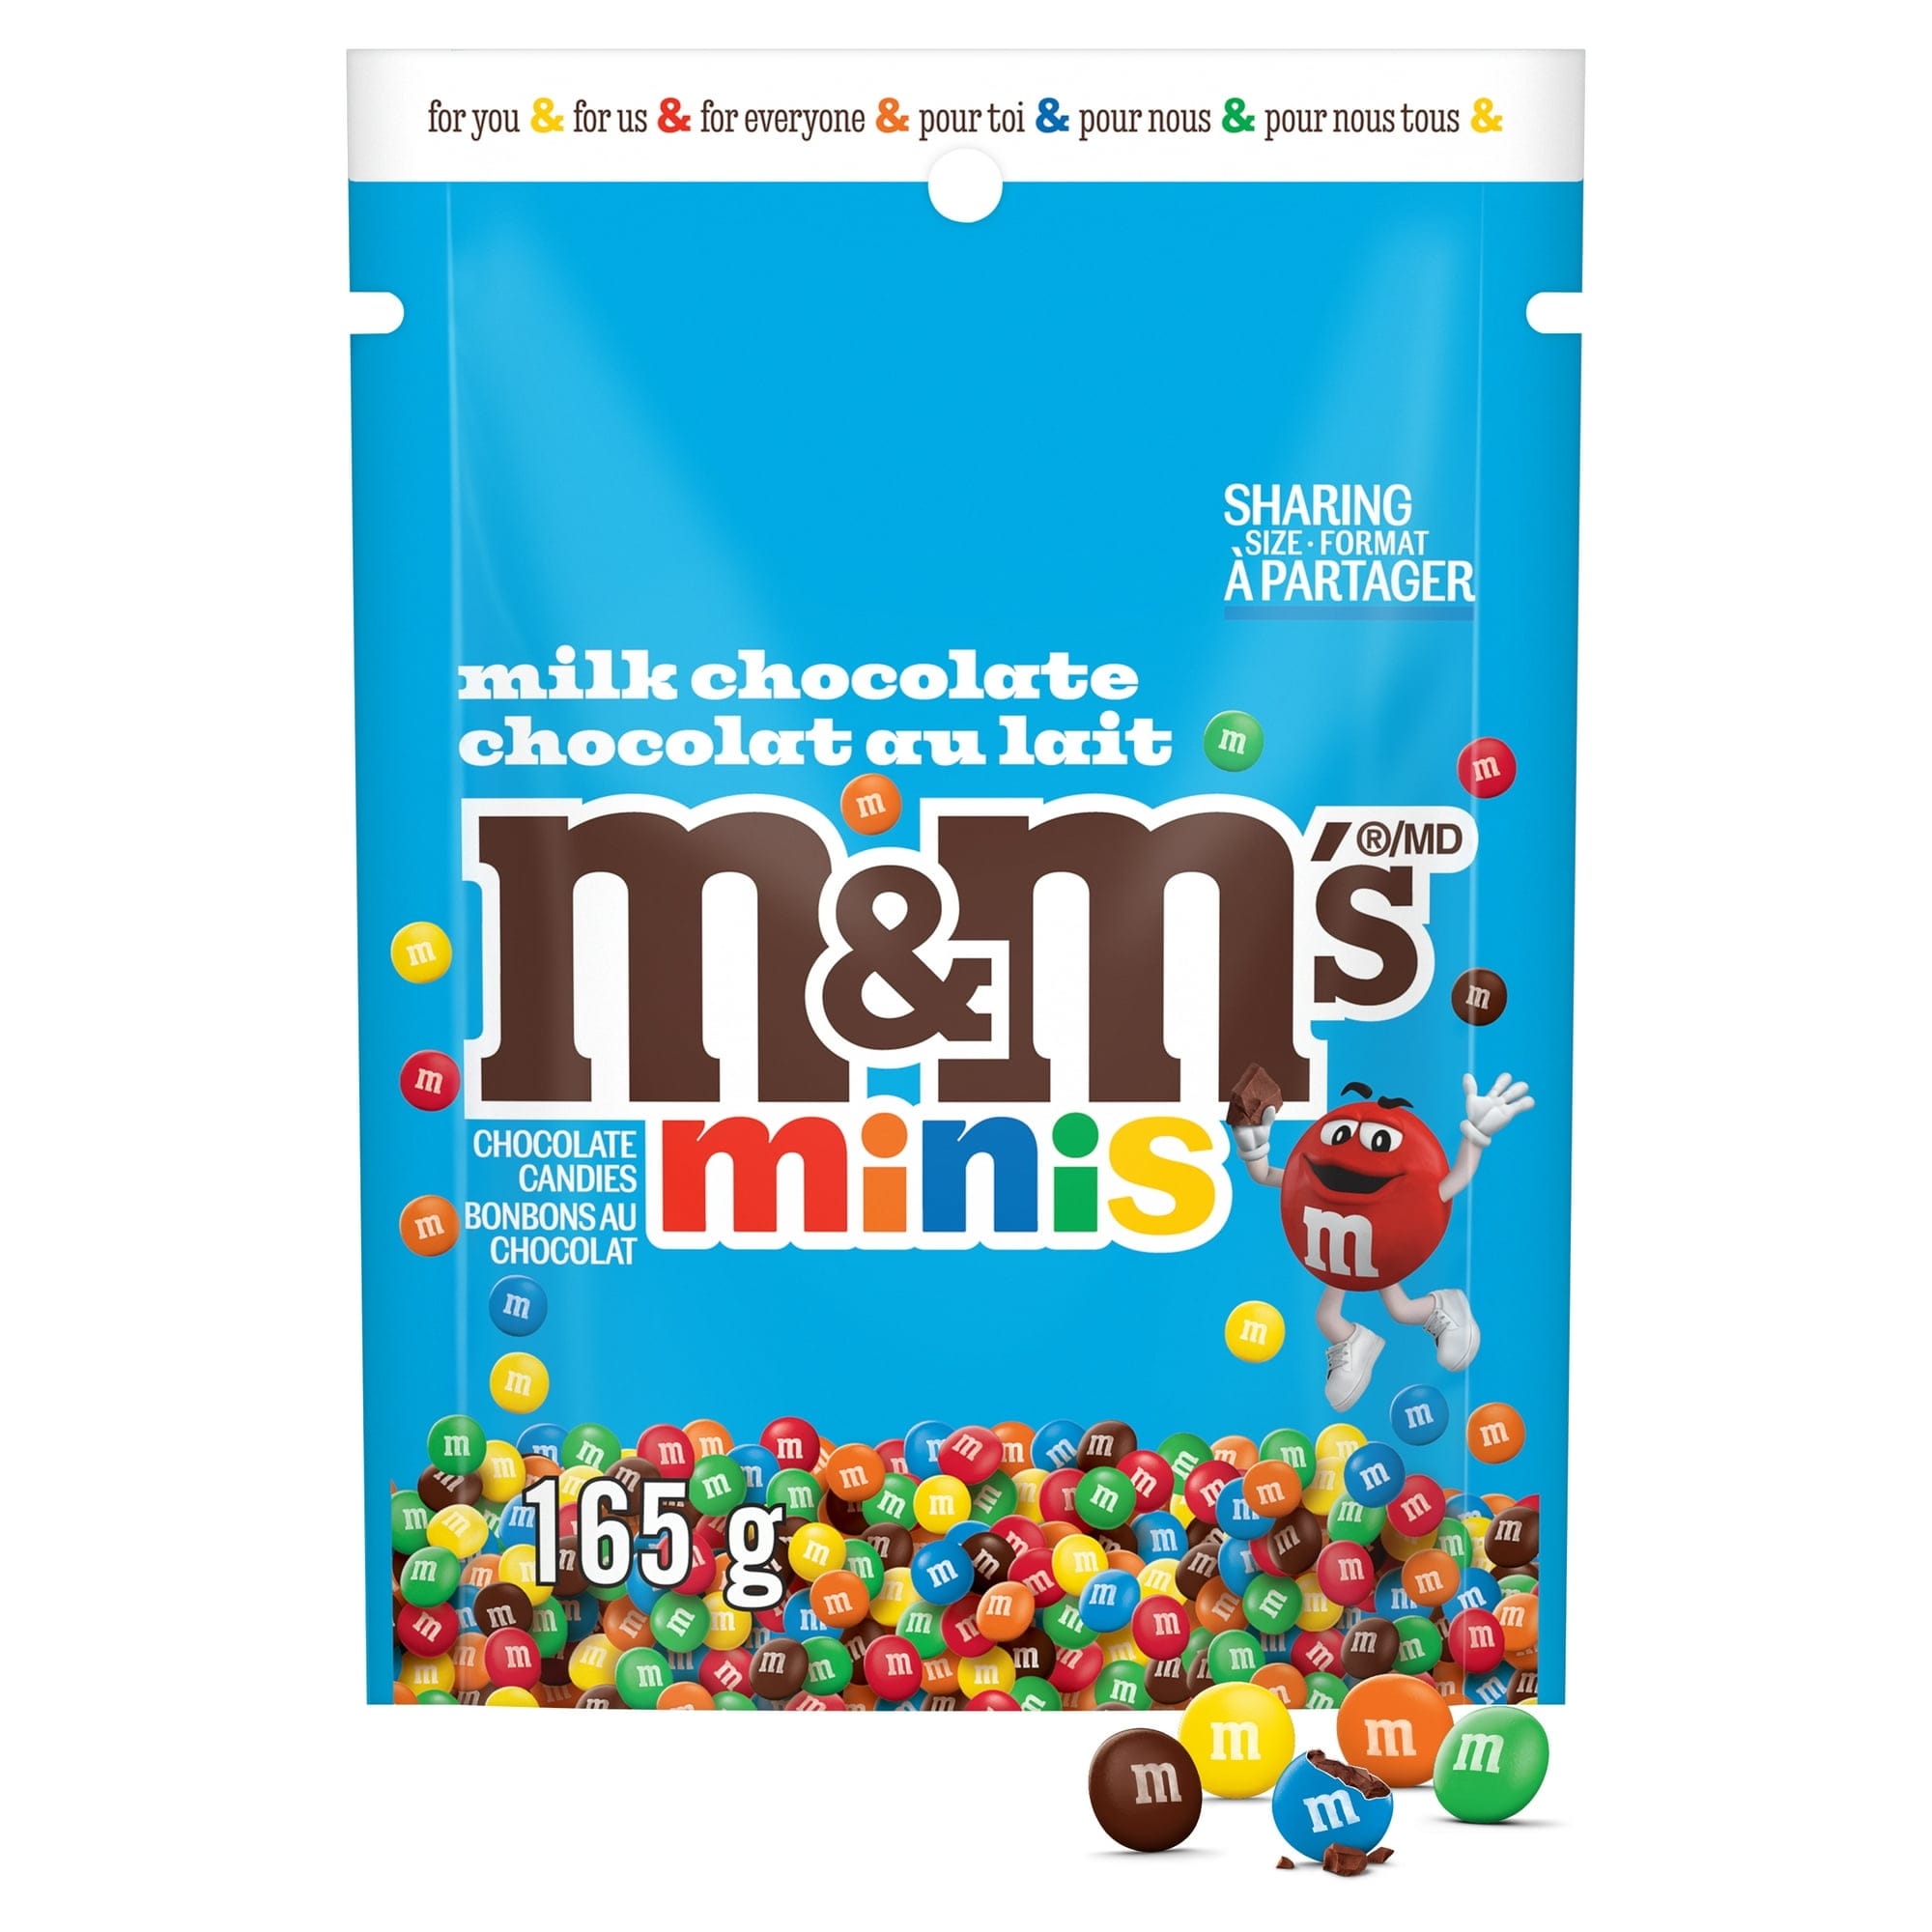 for you & for us & for everyone & pour toi & pour nous & pour nous tous &
SHARING
SIZE · FORMAT
À PARTAGER
milk chocolate
chocolat au lait
m&m's®/MD
minis
CHOCOLATE
CANDIES
BONBONS AU
CHOCOLAT
m
165 g
m m m m m